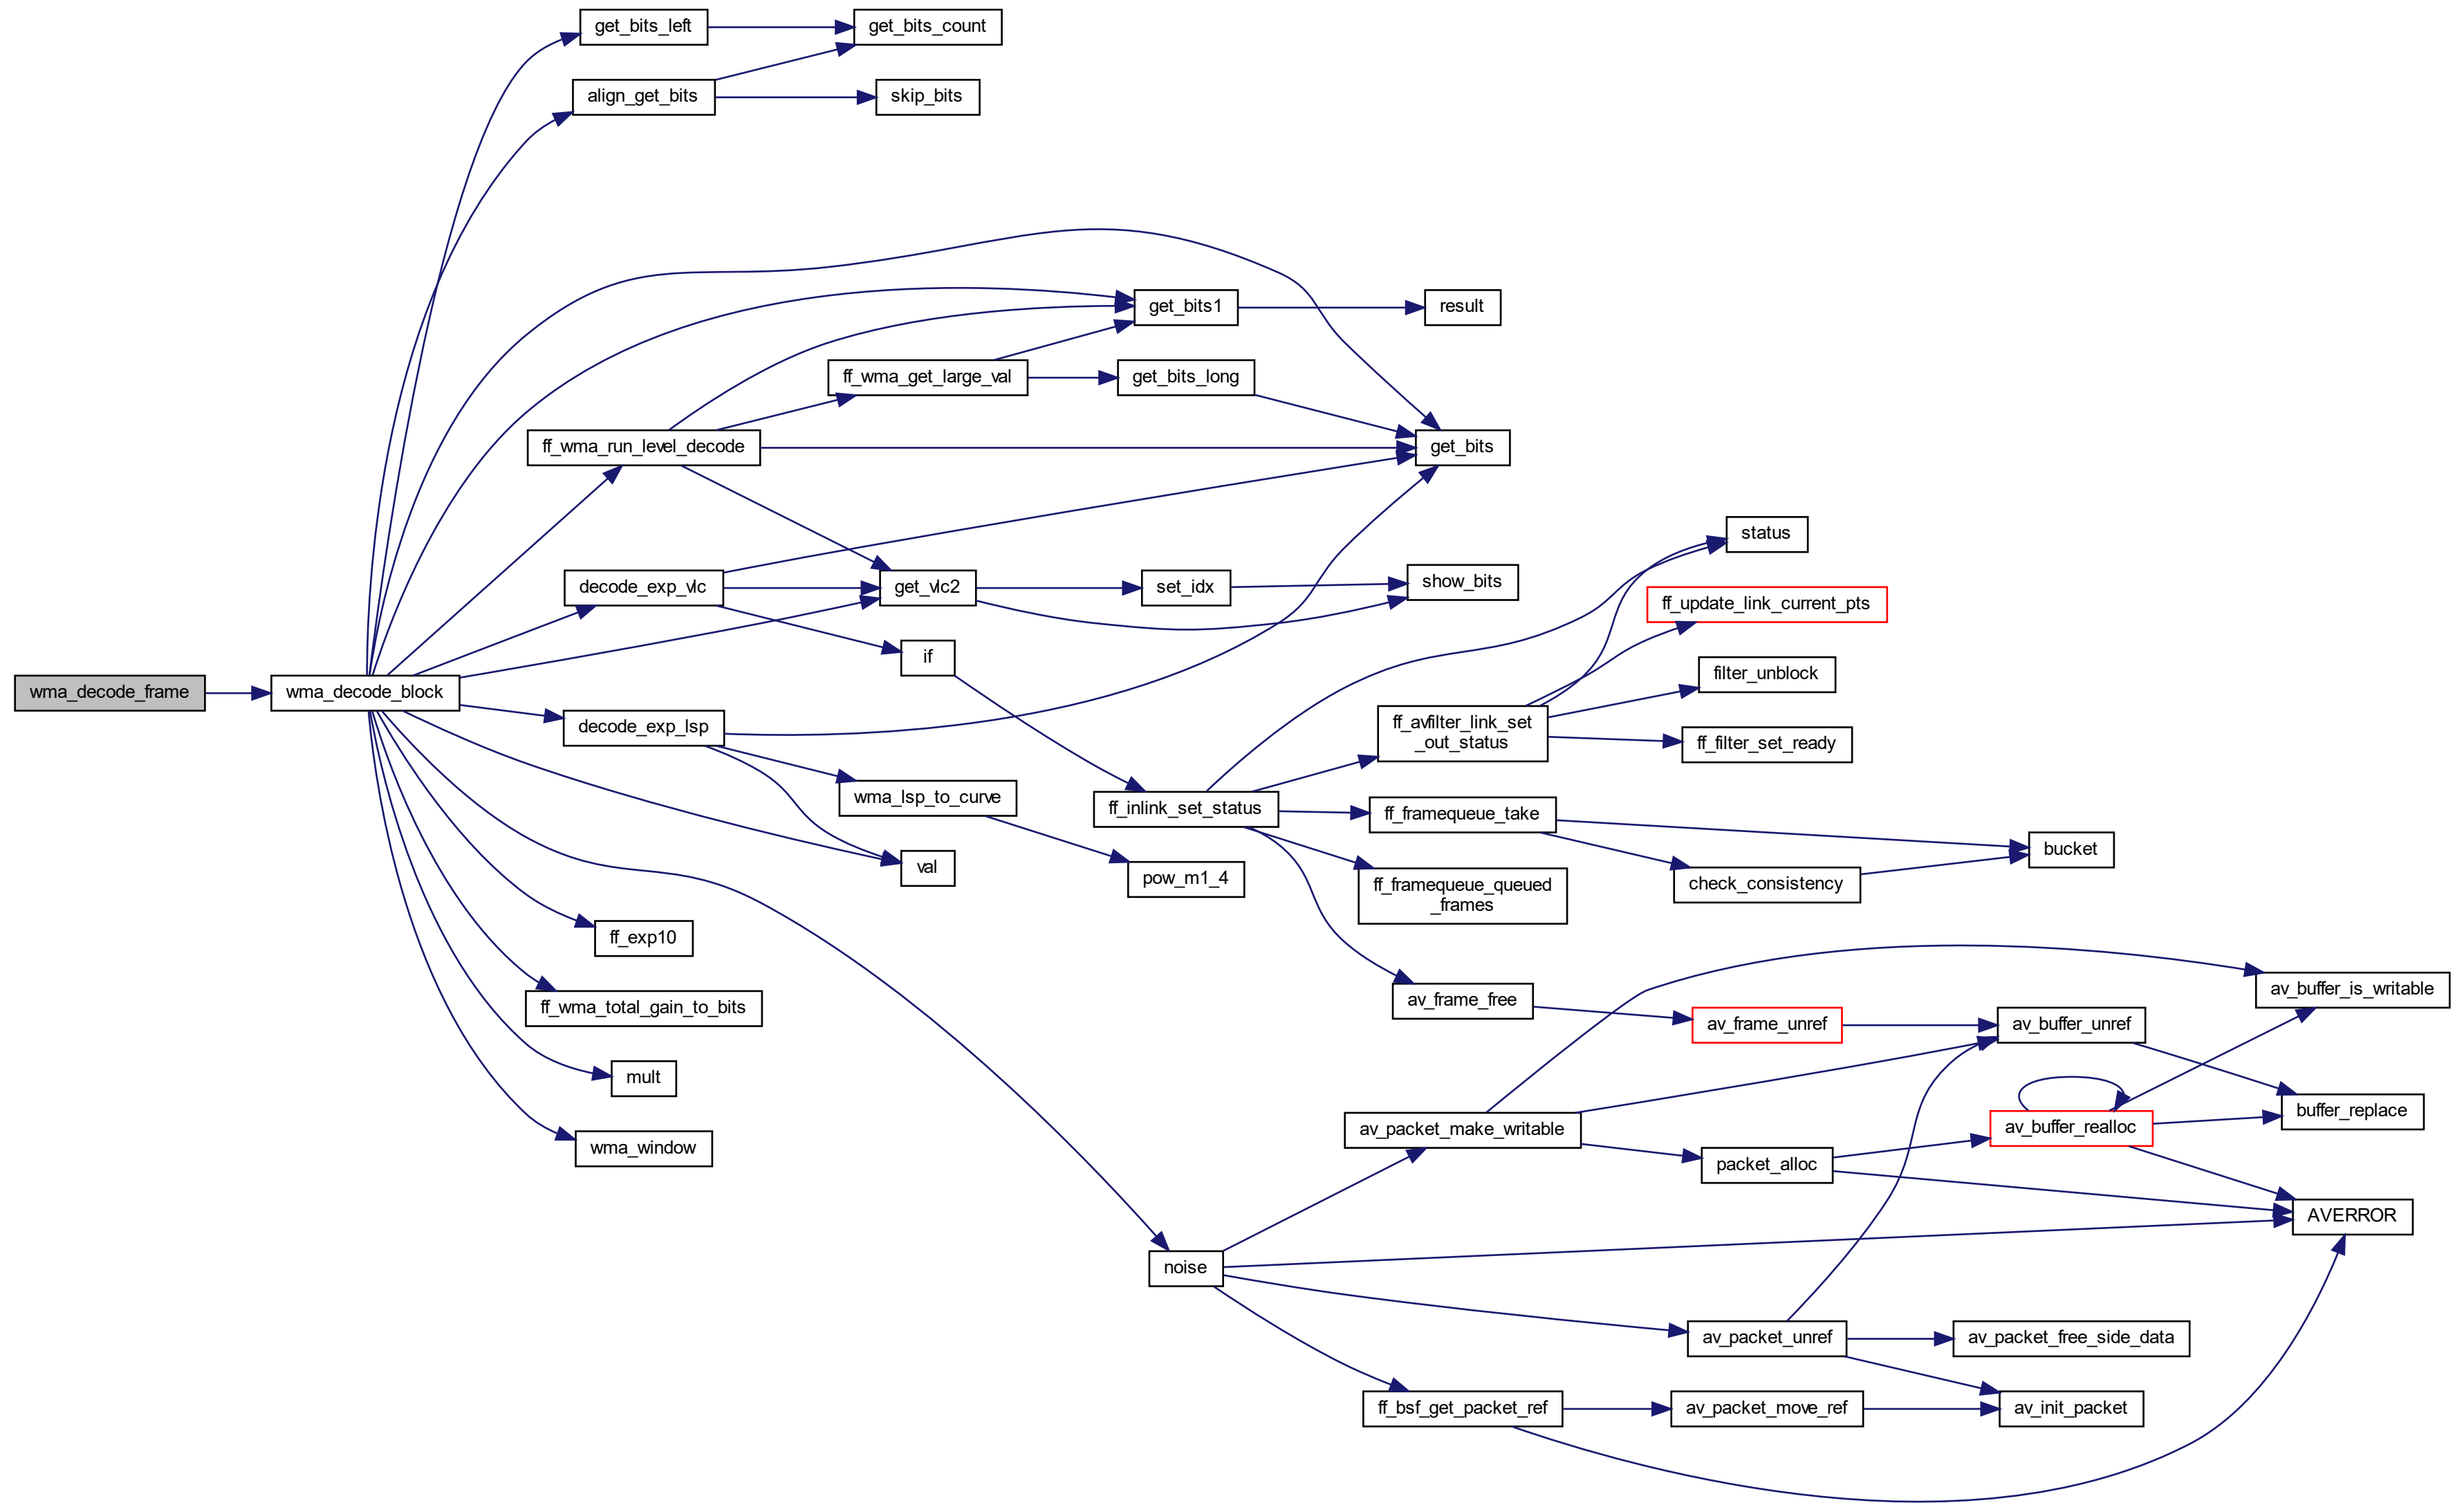 get_bits_left
get_bits_count
align_get_bits
skip_bits
get_bits1
result
ff_wma_get_large_val
get_bits_long
ff_wma_run_level_decode
get_bits
status
decode_exp_vlc
get_vlc2
set_idx
show_bits
ff_update_link_current_pts
if
filter_unblock
wma_decode_frame
wma_decode_block
decode_exp_lsp
ff_avfilter_link_set
_out_status
ff_filter_set_ready
wma_lsp_to_curve
ff_inlink_set_status
ff_framequeue_take
bucket
val
pow_m1_4
ff_framequeue_queued
_frames
check_consistency
ff_exp10
av_buffer_is_writable
ff_wma_total_gain_to_bits
av_frame_free
av_frame_unref
av_buffer_unref
mult
buffer_replace
av_packet_make_writable
av_buffer_realloc
wma_window
packet_alloc
AVERROR
noise
av_packet_unref
av_packet_free_side_data
ff_bsf_get_packet_ref
av_packet_move_ref
av_init_packet